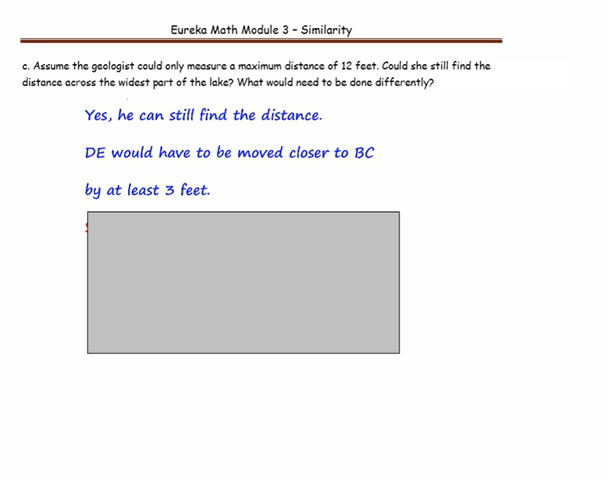 Eureka Math Module 3 – Similarity
c. Assume the geologist could only measure a maximum distance of 12 feet. Could she still find the
distance across the widest part of the lake? What would need to be done differently?
Yes, he can still find the distance.
DE would have to be moved closer to BC
by at least 3 feet.